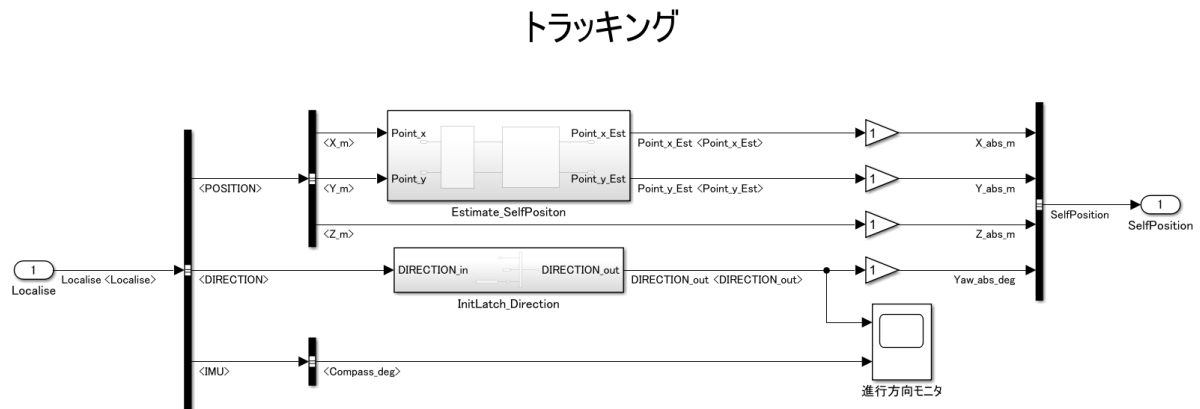 トラッキング
1
Localise
Localise <Localise>
<POSITION>
<DIRECTION>
<IMU>
<X_m>
<Y_m>
<Z_m>
<Compass_deg>
Point_x
Point_x_Est
Point_y
Point_y_Est
Estimate_SelfPositon
DIRECTION_in
DIRECTION_out
InitLatch_Direction
Point_x_Est <Point_x_Est>
Point_y_Est <Point_y_Est>
DIRECTION_out <DIRECTION_out>
1
1
1
1
進行方向モニタ
X_abs_m
Y_abs_m
Z_abs_m
Yaw_abs_deg
SelfPosition
1
SelfPosition